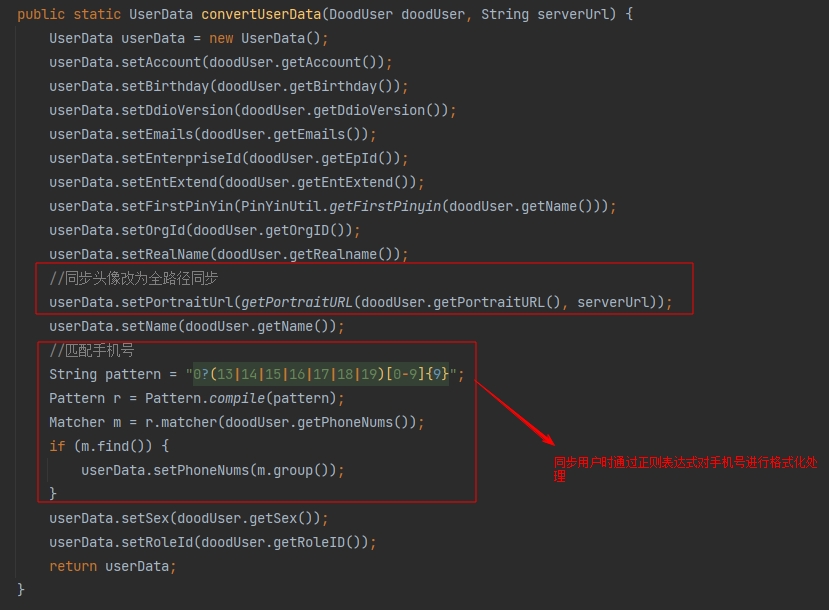 public static UserData convertUserData(DoodUser doodUser, String serverUrl) {
UserData userData = new UserData();
userData.setAccount(doodUser.getAccount());
userData.setBirthday(doodUser.getBirthday());
userData.setDdioVersion(doodUser.getDdioVersion());
userData.setEmails(doodUser.getEmails());
userData.setEnterpriseId(doodUser.getEpId());
userData.setEntExtend(doodUser.getEntExtend());
userData.setFirstPinYin(PinYinUtil.getFirstPinyin(doodUser.getName()));
userData.setOrgId(doodUser.getOrgID());
userData.setRealName(doodUser.getRealname());
//同步头像改为全路径同步
userData.setPortraitUrl(getPortraitURL(doodUser.getPortraitURL(), serverUrl));
userData.setName(doodUser.getName());
//匹配手机号
String pattern = "0?(13|14|15|16|17|18|19)[0-9]{9}";
Pattern r = Pattern.compile(pattern);
Matcher m = r.matcher(doodUser.getPhoneNums());
if (m.find()) {
userData.setPhoneNums(m.group());
}
同步用户时通过正则表达式对手机号进行格式化处
理
userData.setSex(doodUser.getSex());
userData.setRoleId(doodUser.getRoleID());
return userData;
}